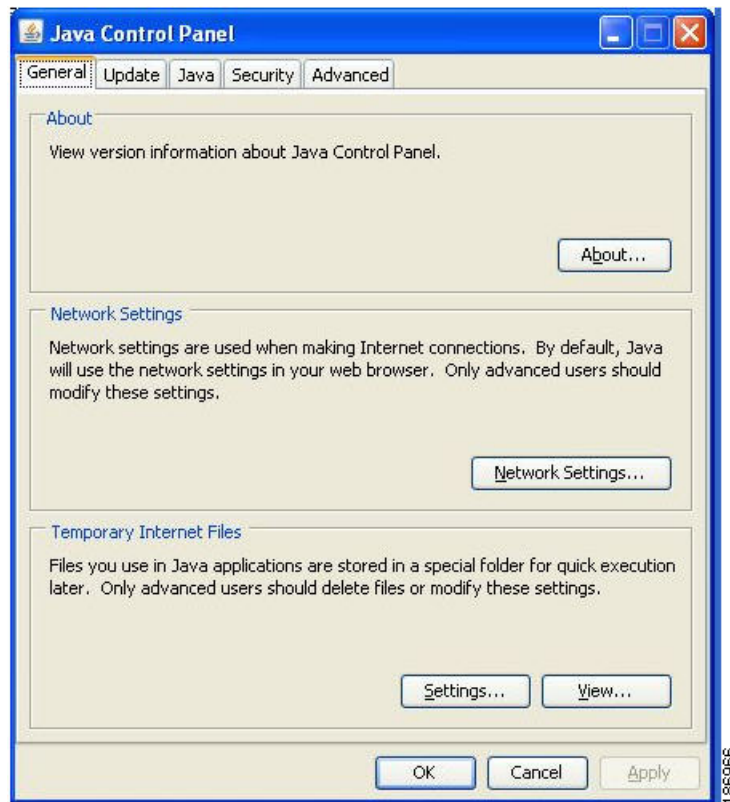 Java Control Panel
General Update Java Security Advanced
About
View version information about Java Control Panel.
About...
Network Settings
Network settings are used when making Internet connections. By default, Java
will use the network settings in your web browser. Only advanced users should
modify these settings.
Network Settings...
Temporary Internet Files
Files you use in Java applications are stored in a special folder for quick execution
later. Only advanced users should delete files or modify these settings.
Settings... View...
OK Cancel Apply
186966